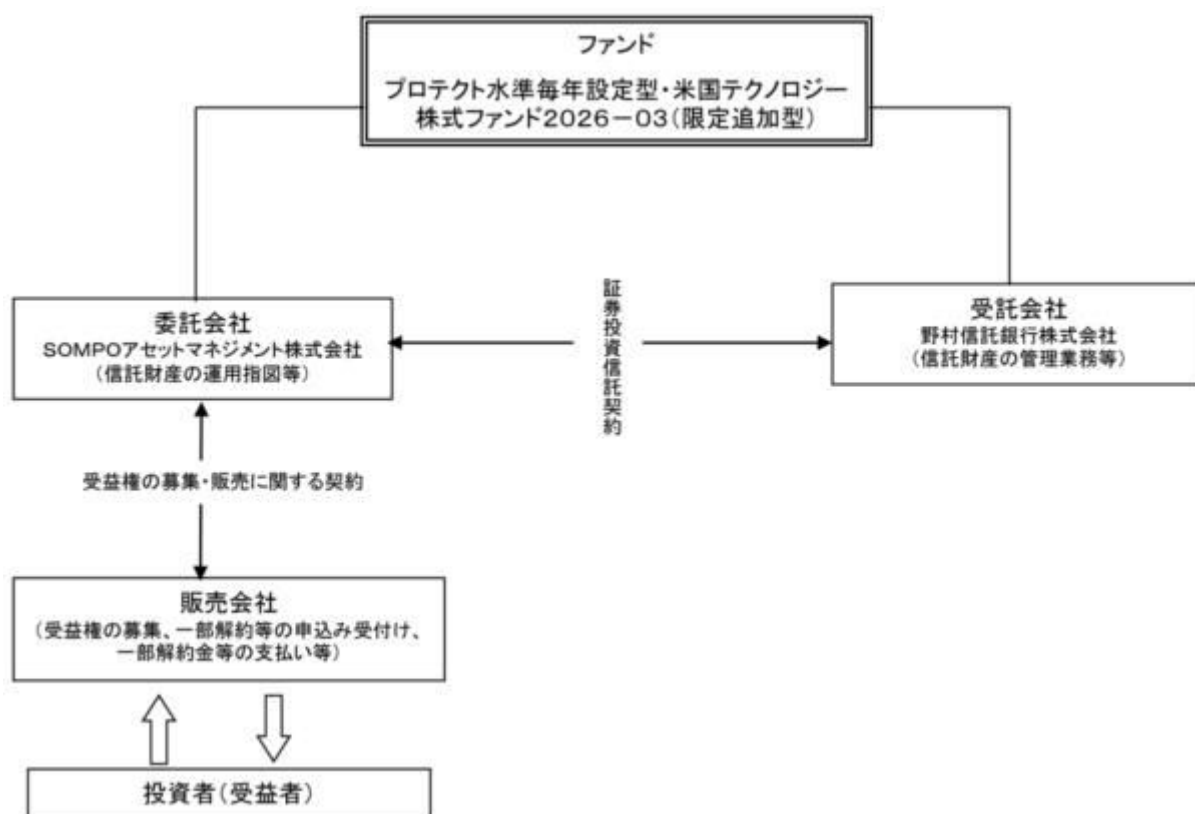 ファンド
プロテクト水準毎年設定型・米国テクノロジー
株式ファンド2026－03(限定追加型)
委託会社
SOMPOアセットマネジメント株式会社
(信託財産の運用指図等)
証券投資信託契約
受託会社
野村信託銀行株式会社
(信託財産の管理業務等)
受益権の募集・販売に関する契約
販売会社
(受益権の募集、一部解約等の申込み受付け、
一部解約金等の支払い等)
投資者(受益者)